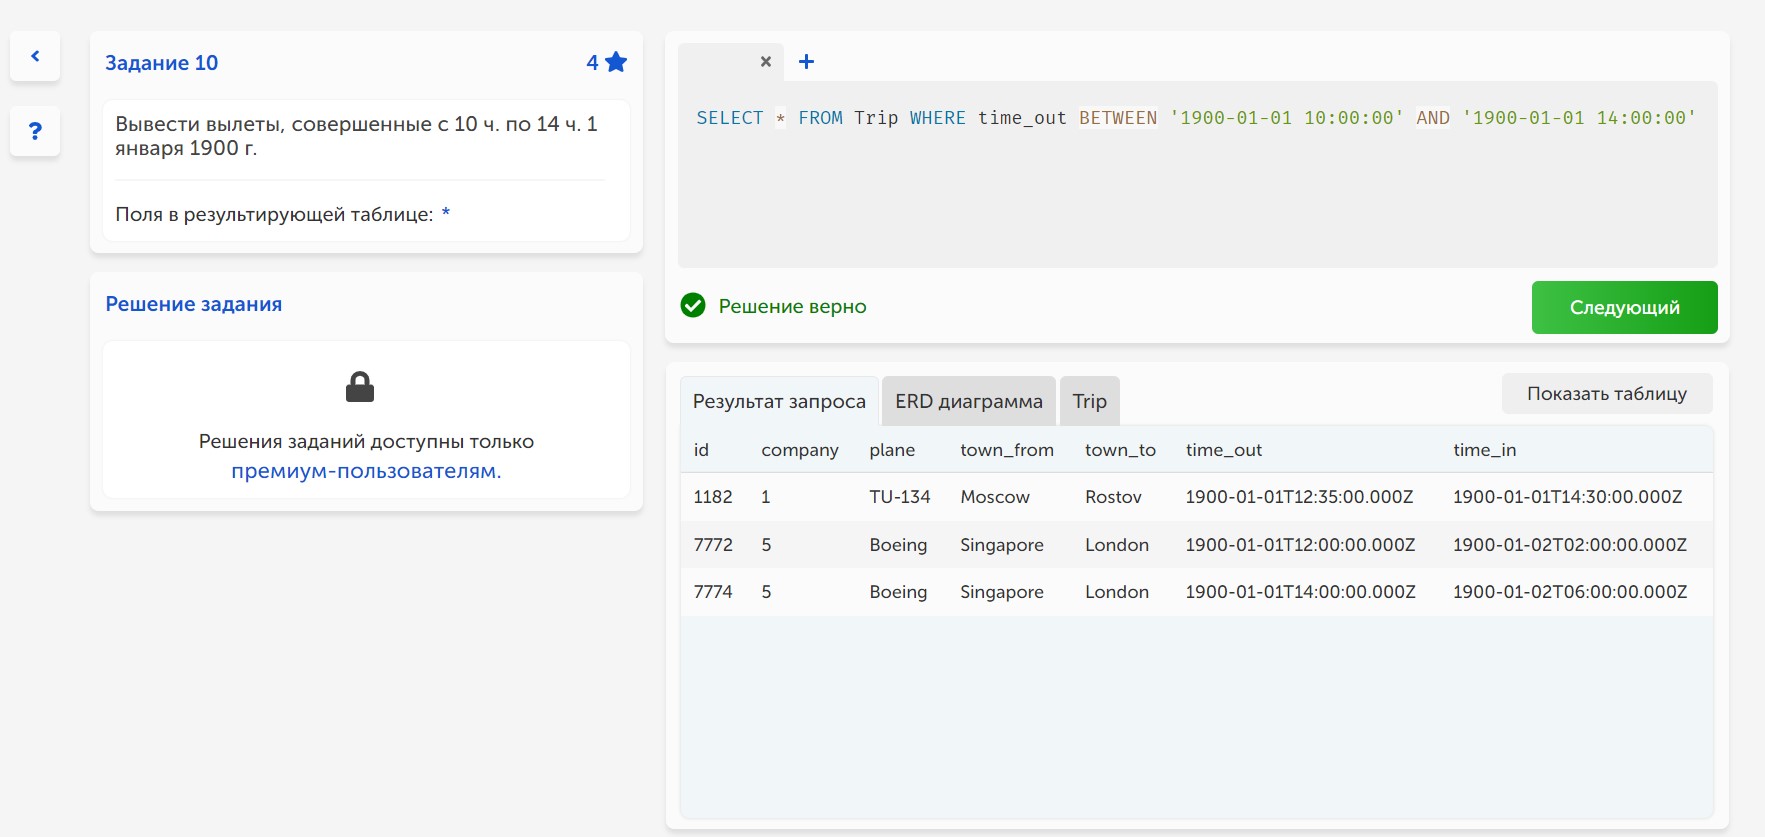 Задание 10
4
Вывести вылеты, совершенные с 10 ч. по 14 ч. 1
января 1900 г.
Поля в результирующей таблице: *
Решение задания
Решения заданий доступны только
премиум-пользователям.
?
SELECT * FROM Trip WHERE time_out BETWEEN '1900-01-01 10:00:00' AND '1900-01-01 14:00:00'
Решение верно
Следующий
Результат запроса ERD диаграмма Trip
Показать таблицу
id company plane town_from town_to time_out time_in
1182 1 TU-134 Moscow Rostov 1900-01-01T12:35:00.000Z 1900-01-01T14:30:00.000Z
7772 5 Boeing Singapore London 1900-01-01T12:00:00.000Z 1900-01-02T02:00:00.000Z
7774 5 Boeing Singapore London 1900-01-01T14:00:00.000Z 1900-01-02T06:00:00.000Z